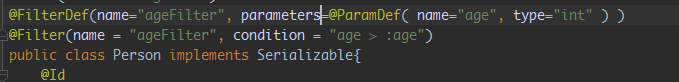 @FilterDef(name="ageFilter", parameters=@ParamDef( name="age", type="int" ) )
@Filter(name = "ageFilter", condition = "age > :age")
public class Person implements Serializable{
@Id